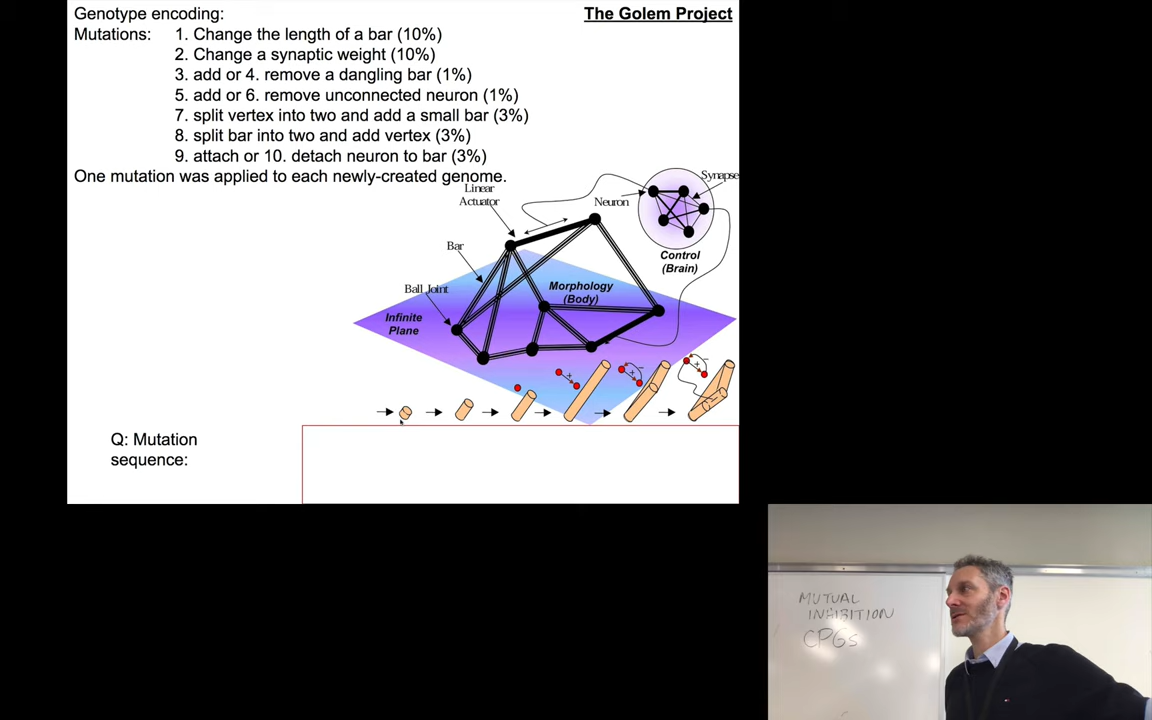 Genotype encoding:
The Golem Project
Mutations: 1. Change the length of a bar (10%)
2. Change a synaptic weight (10%)
3. add or 4. remove a dangling bar (1%)
5. add or 6. remove unconnected neuron (1%)
7. split vertex into two and add a small bar (3%)
8. split bar into two and add vertex (3%)
9. attach or 10. detach neuron to bar (3%)
One mutation was applied to each newly-created genome.
Linear
Actuator
Neuron
Synapse
Bar
Control
(Brain)
Ball Joint
Morphology
(Body)
Infinite
Plane
+
+
−
+
−
Q: Mutation
sequence:
MUTUAL
INHIBITION
CPGs